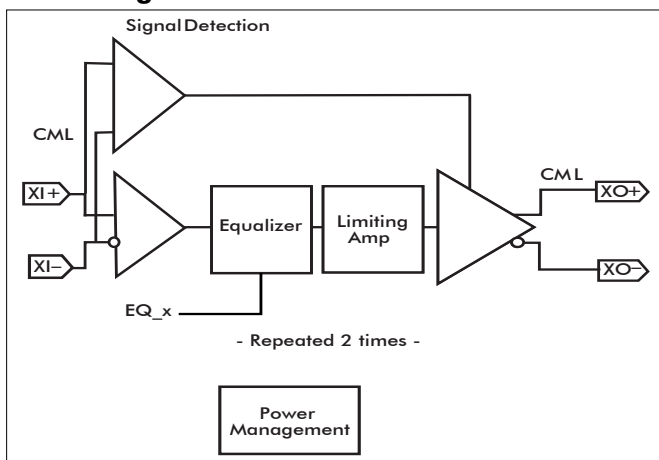 Signal Detection
CML
XI+
XI−
Equalizer
Limiting
Amp
CML
XO+
XO−
EQ_x
- Repeated 2 times -
Power
Management